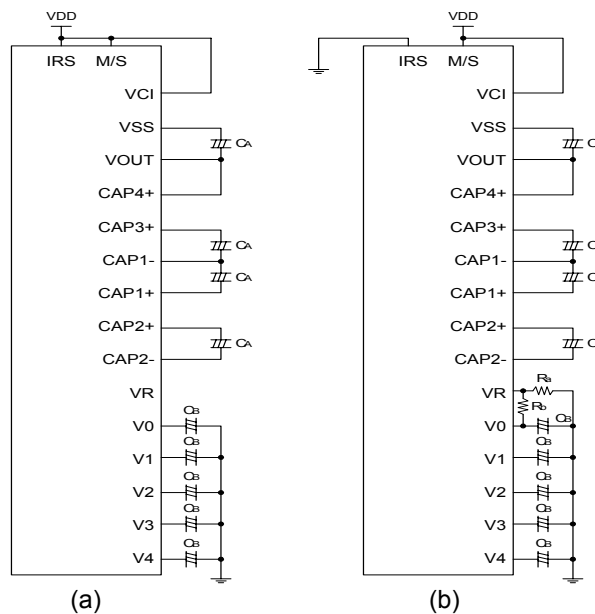 VDD
IRS
M/S
VCI
VSS
CA
VOUT
CAP4+
CAP3+
CA
CAP1-
CA
CAP1+
CAP2+
CA
CAP2-
VR
V0
CB
V1
CB
V2
CB
V3
CB
V4
CB
(a)
VDD
IRS
M/S
VCI
VSS
C
VOUT
CAP4+
CAP3+
C
CAP1-
C
CAP1+
CAP2+
C
CAP2-
VR
Ra
Rb
V0
CB
V1
CB
V2
CB
V3
CB
V4
CB
(b)